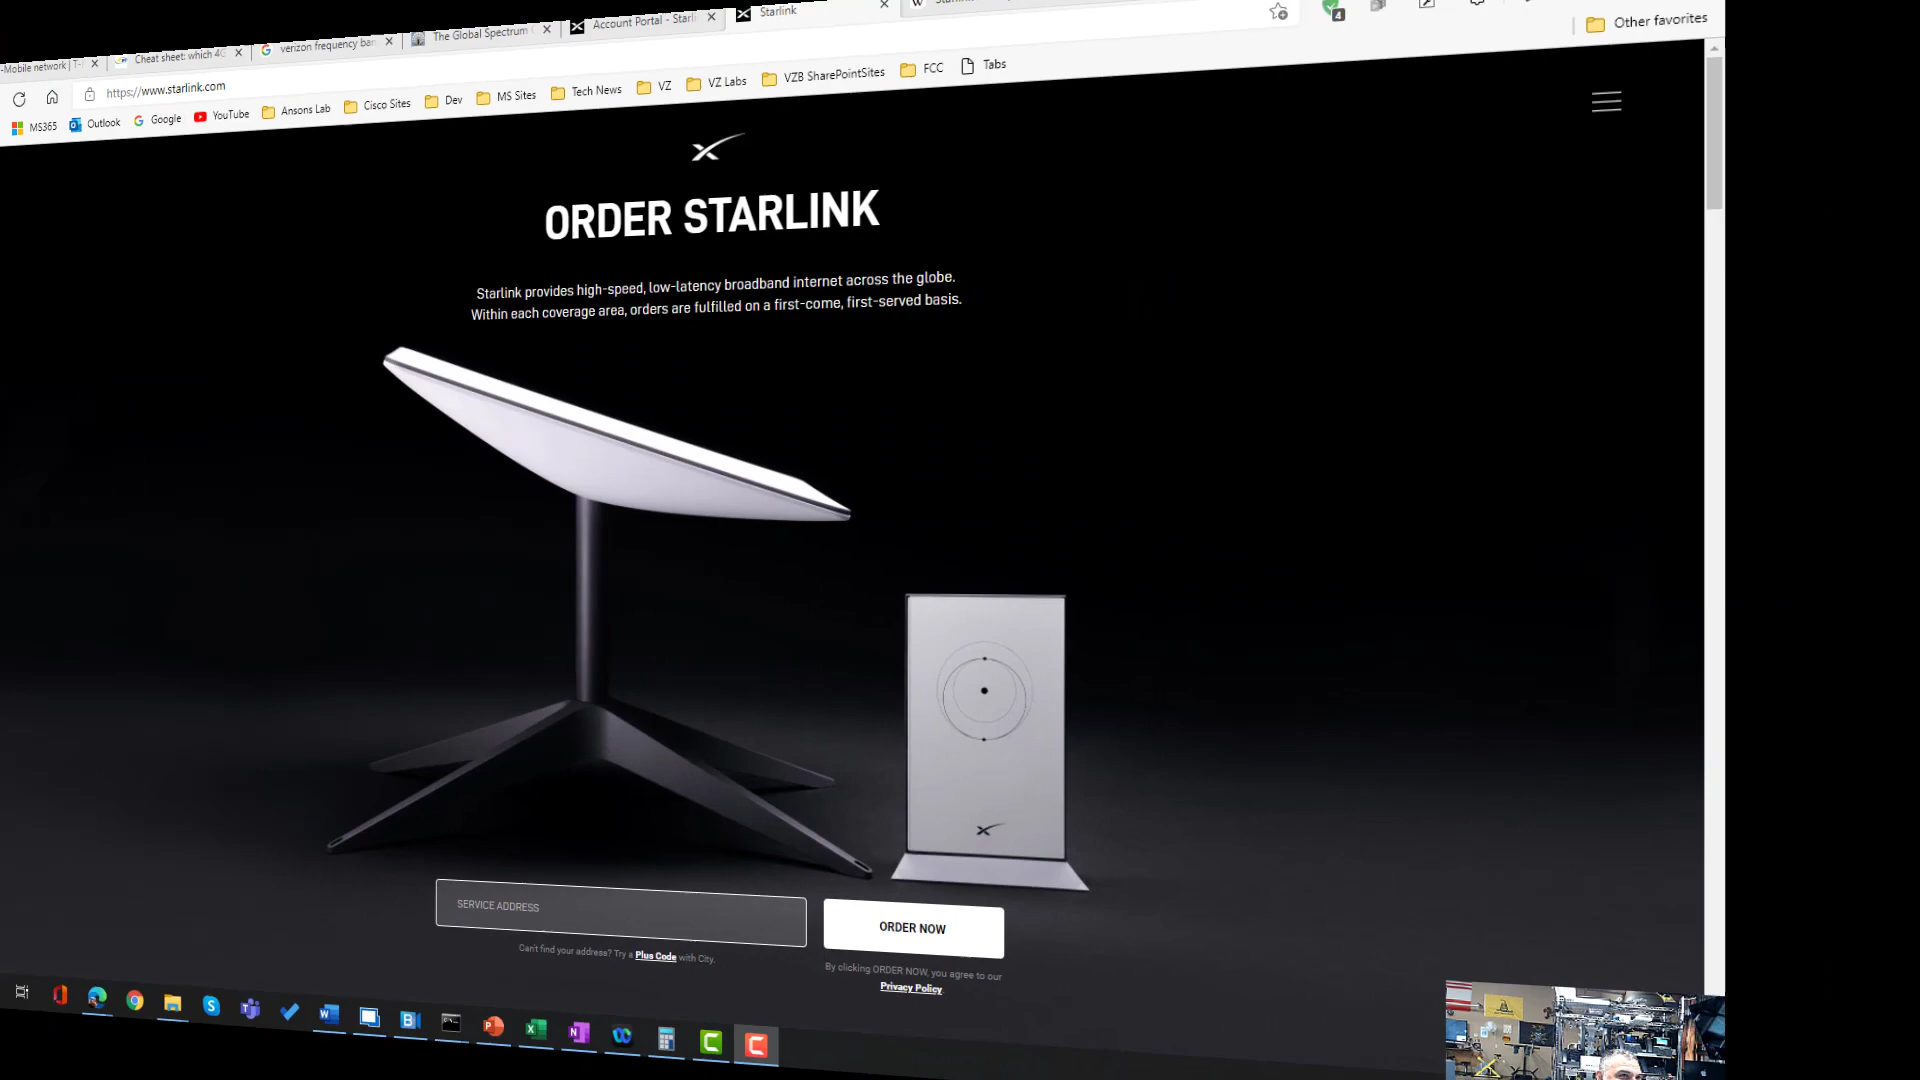 -Mobile network | T-
Cheat sheet: which 4G
verizon frequency ba
The Global Spectrum
Account Portal - Starli
Starlink
4
https://www.starlink.com
Other favorites
MS365
Outlook
Google
YouTube
Ansons Lab
Cisco Sites
Dev
MS Sites
Tech News
VZ
VZ Labs
VZB SharePointSites
FCC
Tabs
ORDER STARLINK
Starlink provides high-speed, low-latency broadband internet across the globe.
Within each coverage area, orders are fulfilled on a first-come, first-served basis.
SERVICE ADDRESS
ORDER NOW
Can't find your address? Try a Plus Code with City.
By clicking ORDER NOW, you agree to our
Privacy Policy.